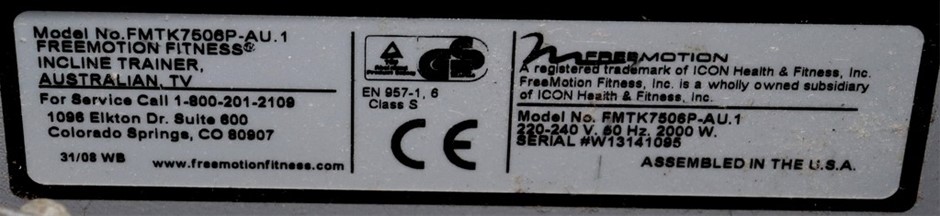 Model No.FMTK7506P-AU.1
FREEMOTION FITNESS®
INCLINE TRAINER,
AUSTRALIAN, TV
For Service Call 1-800-201-2109
1096 Elkton Dr. Suite 600
Colorado Springs, CO 80907
31/08 WB www.freemotionfitness.com
GS
EN 957-1, 6
Class S
CE
FREEMOTION
A registered trademark of ICON Health & Fitness, Inc.
FreeMotion Fitness, Inc. is a wholly owned subsidiary
of ICON Health & Fitness, Inc.
Model No. FMTK7506P-AU.1
220-240 V. 50 Hz. 2000 W.
SERIAL #W13141095
ASSEMBLED IN THE U.S.A.